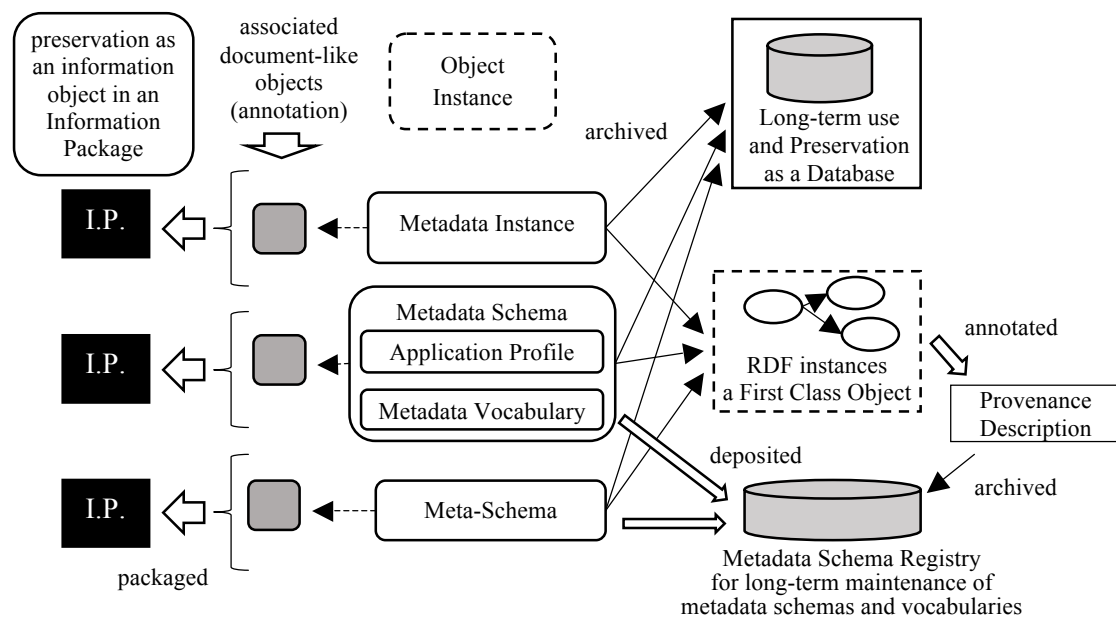 preservation as
an information
object in an
Information
Package
associated
document-like
objects
(annotation)
Object
Instance
archived
Long-term use
and Preservation
as a Database
I.P.
Metadata Instance
Metadata Schema
I.P.
Application Profile
Metadata Vocabulary
RDF instances
a First Class Object
annotated
Provenance
Description
deposited
archived
I.P.
Meta-Schema
packaged
Metadata Schema Registry
for long-term maintenance of
metadata schemas and vocabularies